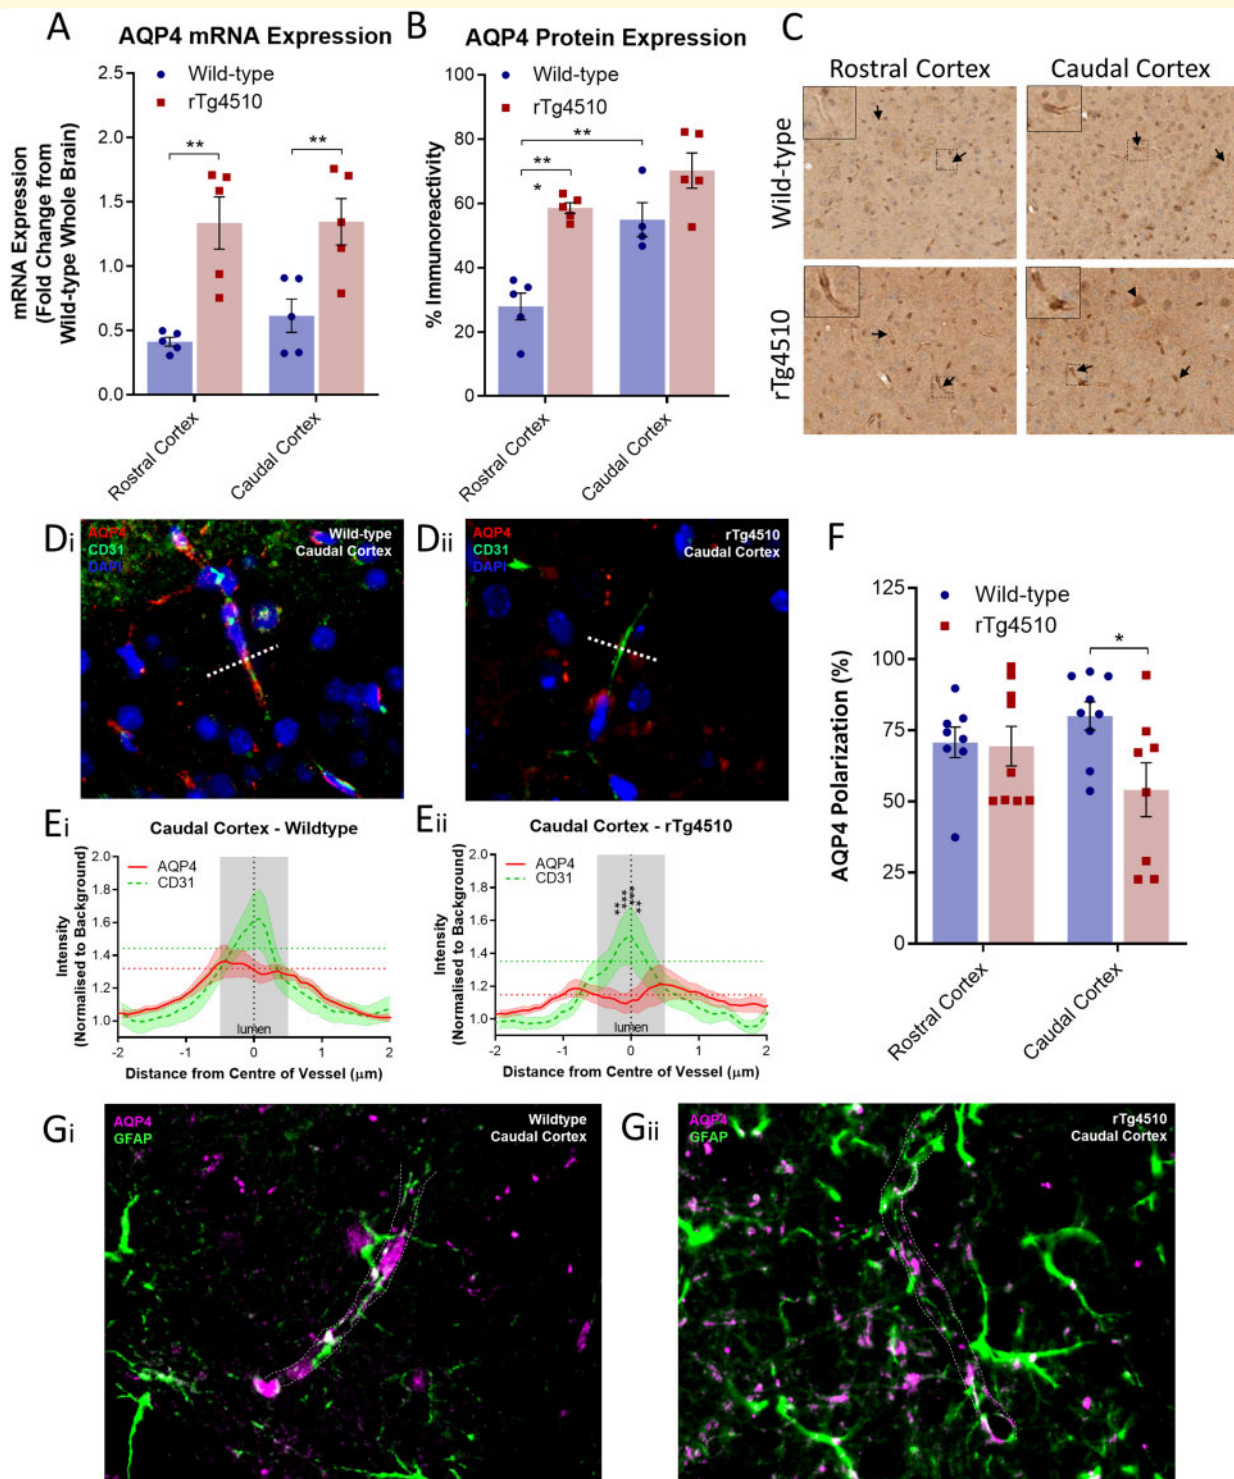 A
AQP4 mRNA Expression
mRNA Expression
(Fold Change from
Wild-type Whole Brain)
2.5
2.0
1.5
1.0
0.5
0.0
Wild-type
rTg4510
**
**
Rostral Cortex
Caudal Cortex
B
AQP4 Protein Expression
% Immunoreactivity
100
80
60
40
20
0
Wild-type
rTg4510
**
**
*
Rostral Cortex
Caudal Cortex
C
Rostral Cortex
Caudal Cortex
Wild-type
rTg4510
Di
AQP4
CD31
DAPI
Wild-type
Caudal Cortex
Dii
AQP4
CD31
DAPI
rTg4510
Caudal Cortex
Ei
Caudal Cortex - Wildtype
Intensity
(Normalised to Background)
2.0
1.8
1.6
1.4
1.2
1.0
AQP4
CD31
lumen
-2 -1 0 1 2
Distance from Centre of Vessel (μm)
Eii
Caudal Cortex - rTg4510
Intensity
(Normalised to Background)
2.0
1.8
1.6
1.4
1.2
1.0
AQP4
CD31
**
***
***
**
lumen
-2 -1 0 1 2
Distance from Centre of Vessel (μm)
F
AQP4 Polarization (%)
125
100
75
50
25
0
Wild-type
rTg4510
*
Rostral Cortex
Caudal Cortex
Gi
AQP4
GFAP
Wildtype
Caudal Cortex
Gii
AQP4
GFAP
rTg4510
Caudal Cortex